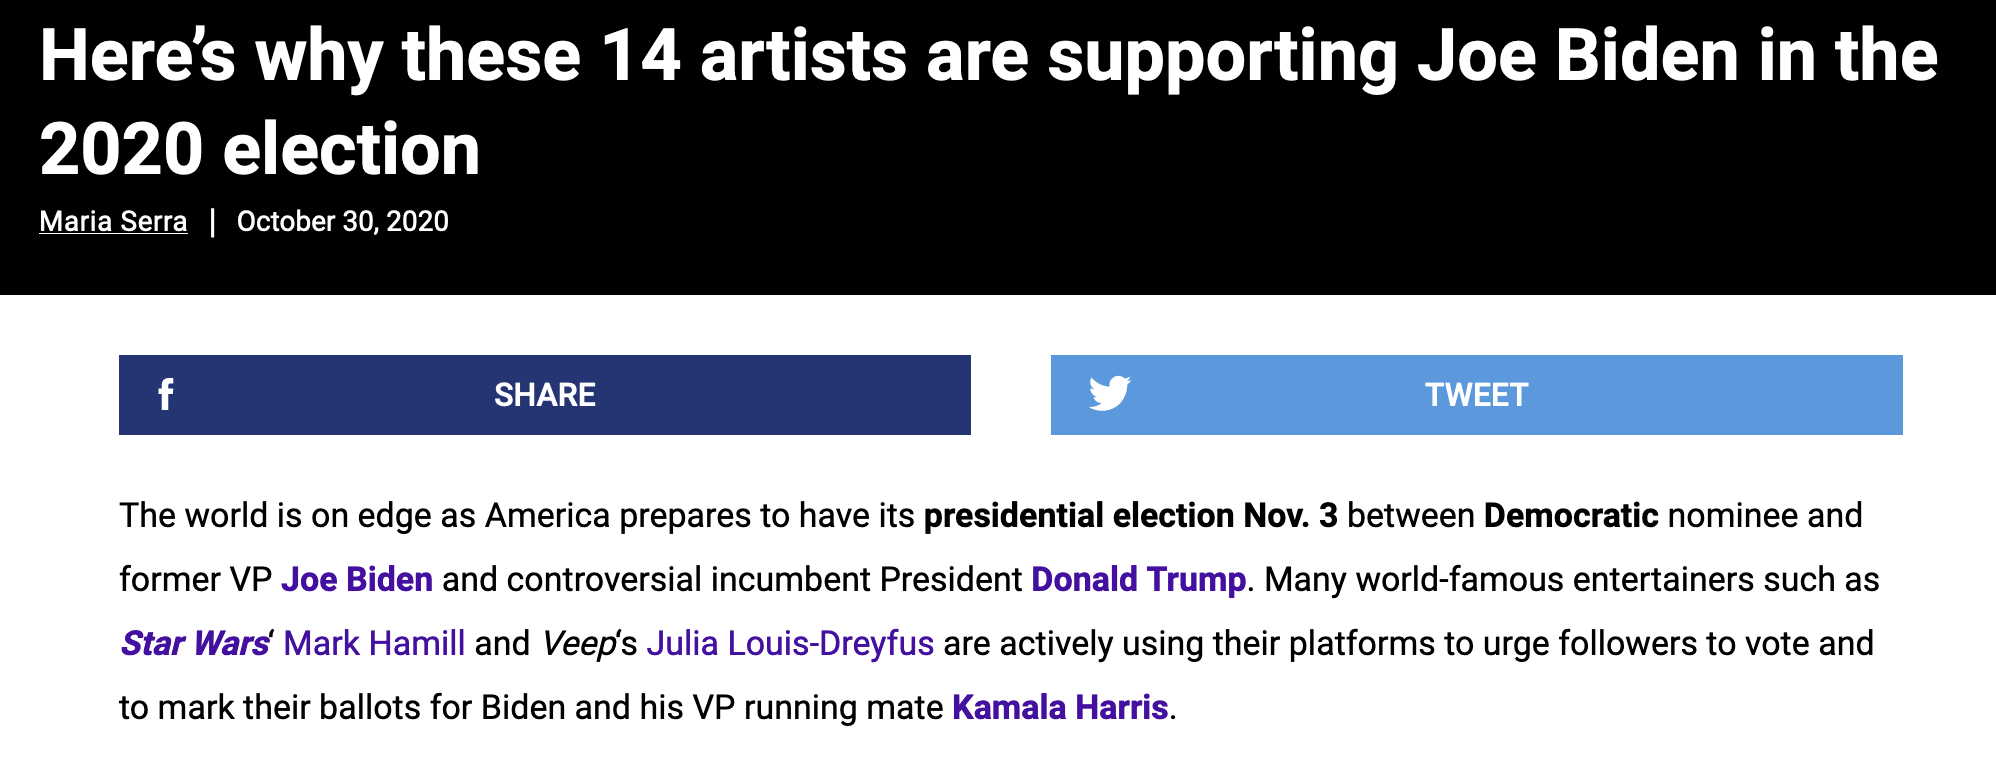 Here’s why these 14 artists are supporting Joe Biden in the
2020 election
Maria Serra | October 30, 2020
f SHARE
TWEET
The world is on edge as America prepares to have its presidential election Nov. 3 between Democratic nominee and
former VP Joe Biden and controversial incumbent President Donald Trump. Many world-famous entertainers such as
Star Wars‘ Mark Hamill and Veep‘s Julia Louis-Dreyfus are actively using their platforms to urge followers to vote and
to mark their ballots for Biden and his VP running mate Kamala Harris.